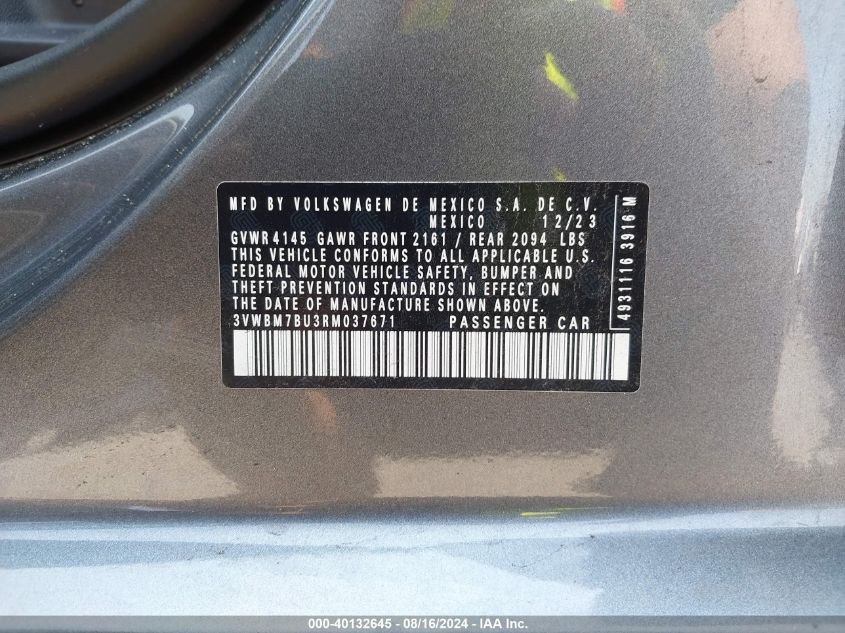 MFD BY VOLKSWAGEN DE MEXICO S.A. DE C.V.
MEXICO 12/23
GVWR 4145 GAWR FRONT 2161 / REAR 2094 LBS
THIS VEHICLE CONFORMS TO ALL APPLICABLE U.S.
FEDERAL MOTOR VEHICLE SAFETY, BUMPER AND
THEFT PREVENTION STANDARDS IN EFFECT ON
THE DATE OF MANUFACTURE SHOWN ABOVE.
3VWBM7BU3RM037671 PASSENGER CAR
4931116 3916 M
000-40132645 / 08/16/2024 / IAA Inc.